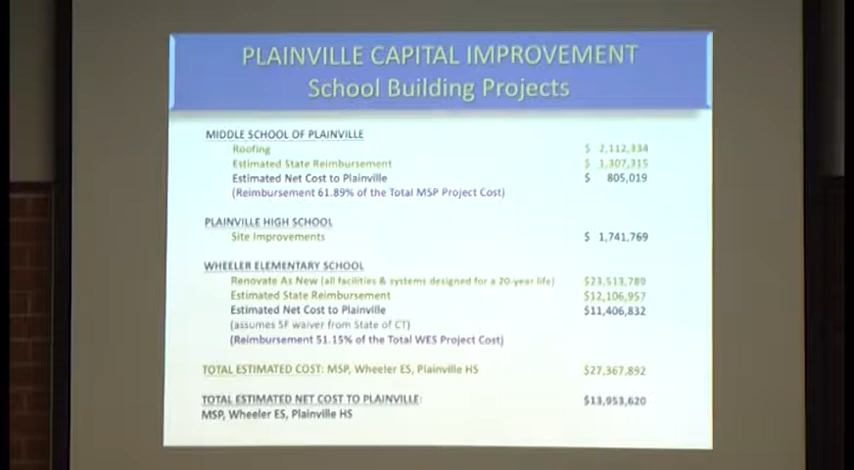 PLAINVILLE CAPITAL IMPROVEMENT
School Building Projects
MIDDLE SCHOOL OF PLAINVILLE
Roofing $ 2,112,334
Estimated State Reimbursement $ 1,307,315
Estimated Net Cost to Plainville $ 805,019
(Reimbursement 61.89% of the Total MSP Project Cost)
PLAINVILLE HIGH SCHOOL
Site Improvements $ 1,741,769
WHEELER ELEMENTARY SCHOOL
Renovate As New (all facilities & systems designed for a 20-year life) $23,513,789
Estimated State Reimbursement $12,106,957
Estimated Net Cost to Plainville $11,406,832
(assumes SF waiver from State of CT)
(Reimbursement 51.15% of the Total WES Project Cost)
TOTAL ESTIMATED COST: MSP, Wheeler ES, Plainville HS $27,367,892
TOTAL ESTIMATED NET COST TO PLAINVILLE: $13,953,620
MSP, Wheeler ES, Plainville HS